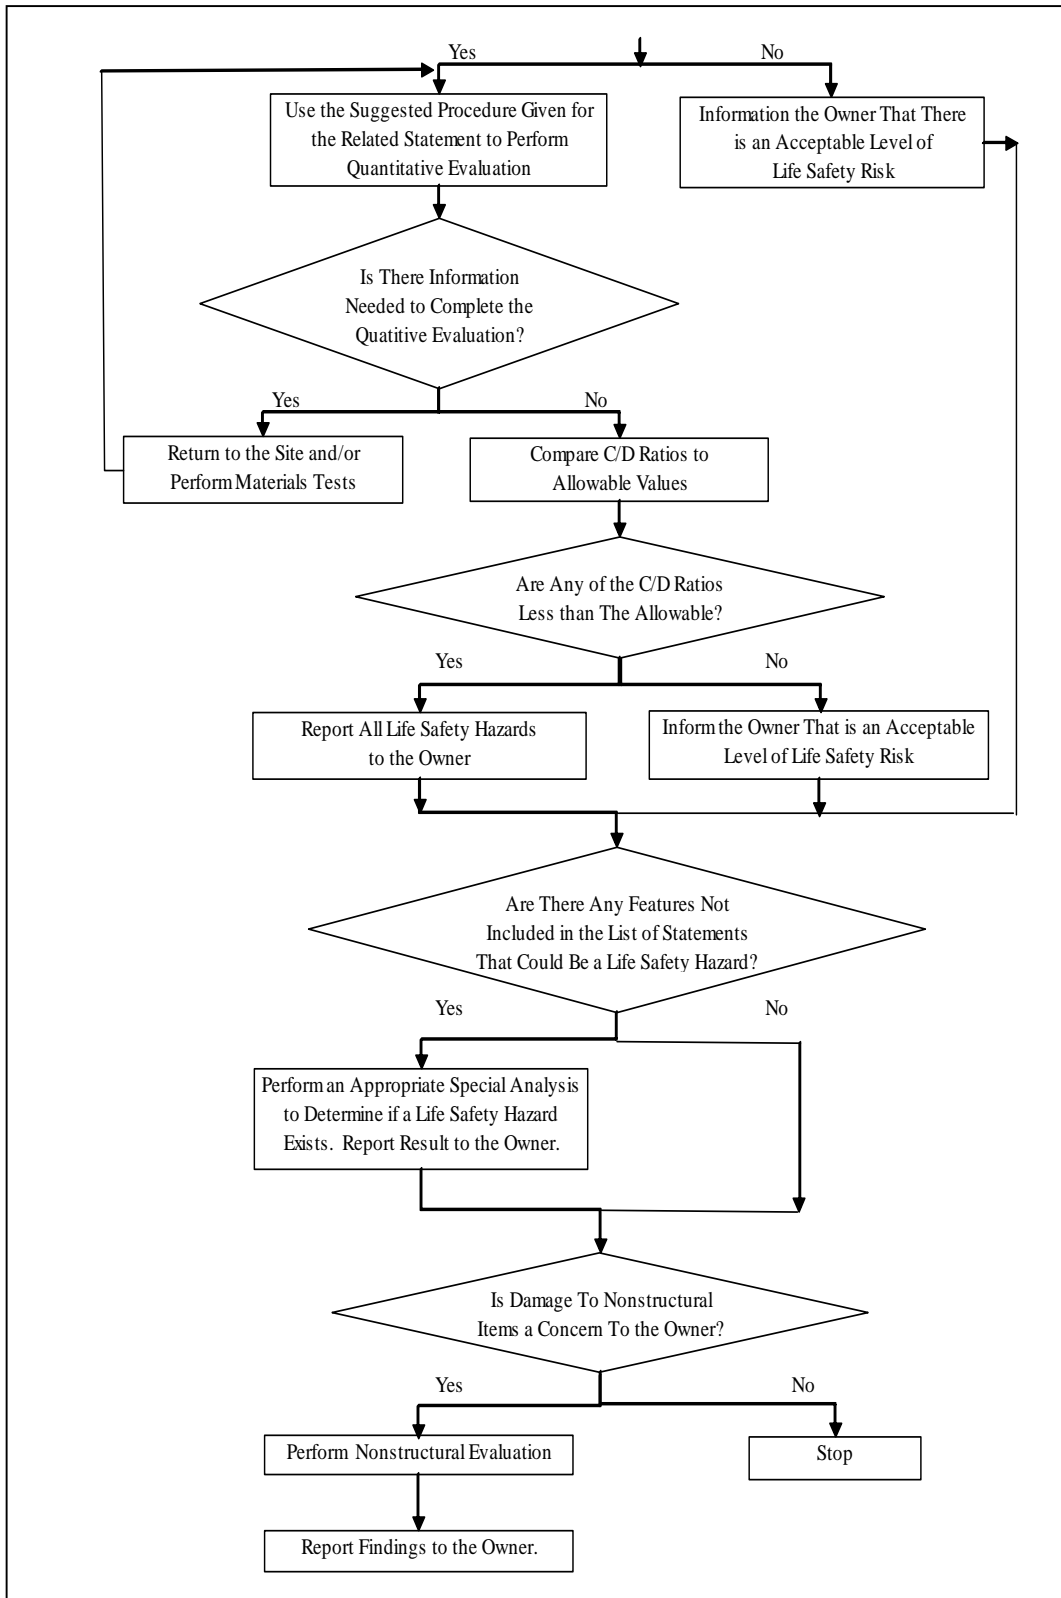 Yes
No
Use the Suggested Procedure Given for
the Related Statement to Perform
Quantitative Evaluation
Information the Owner That There
is an Acceptable Level of
Life Safety Risk
Is There Information
Needed to Complete the
Quatitive Evaluation?
Yes
No
Return to the Site and/or
Perform Materials Tests
Compare C/D Ratios to
Allowable Values
Are Any of the C/D Ratios
Less than The Allowable?
Yes
No
Report All Life Safety Hazards
to the Owner
Inform the Owner That is an Acceptable
Level of Life Safety Risk
Are There Any Features Not
Included in the List of Statements
That Could Be a Life Safety Hazard?
Yes
No
Perform an Appropriate Special Analysis
to Determine if a Life Safety Hazard
Exists. Report Result to the Owner.
Is Damage To Nonstructural
Items a Concern To the Owner?
Yes
No
Perform Nonstructural Evaluation
Stop
Report Findings to the Owner.